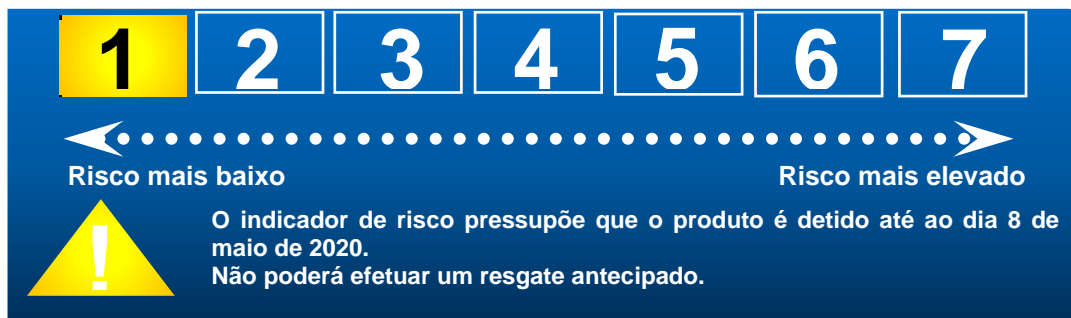 1 2 3 4 5 6 7
Risco mais baixo Risco mais elevado
! O indicador de risco pressupõe que o produto é detido até ao dia 8 de
maio de 2020.
Não poderá efetuar um resgate antecipado.